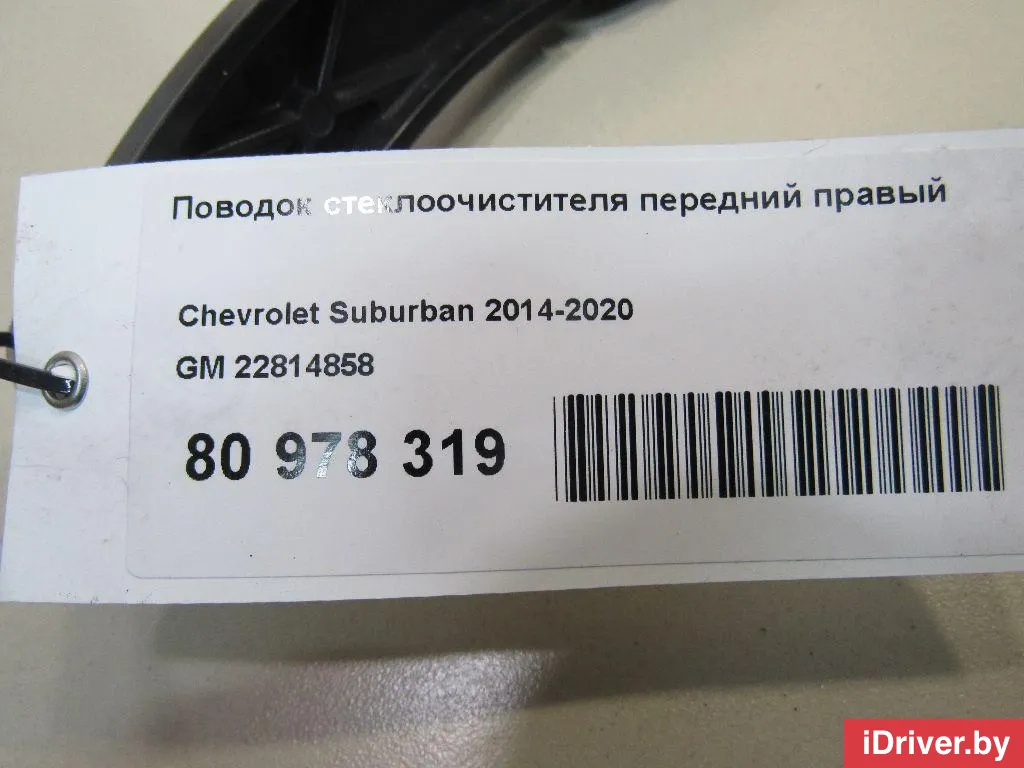 Поводок стеклоочистителя передний правый
Chevrolet Suburban 2014-2020
GM 22814858
80 978 319
iDriver.by